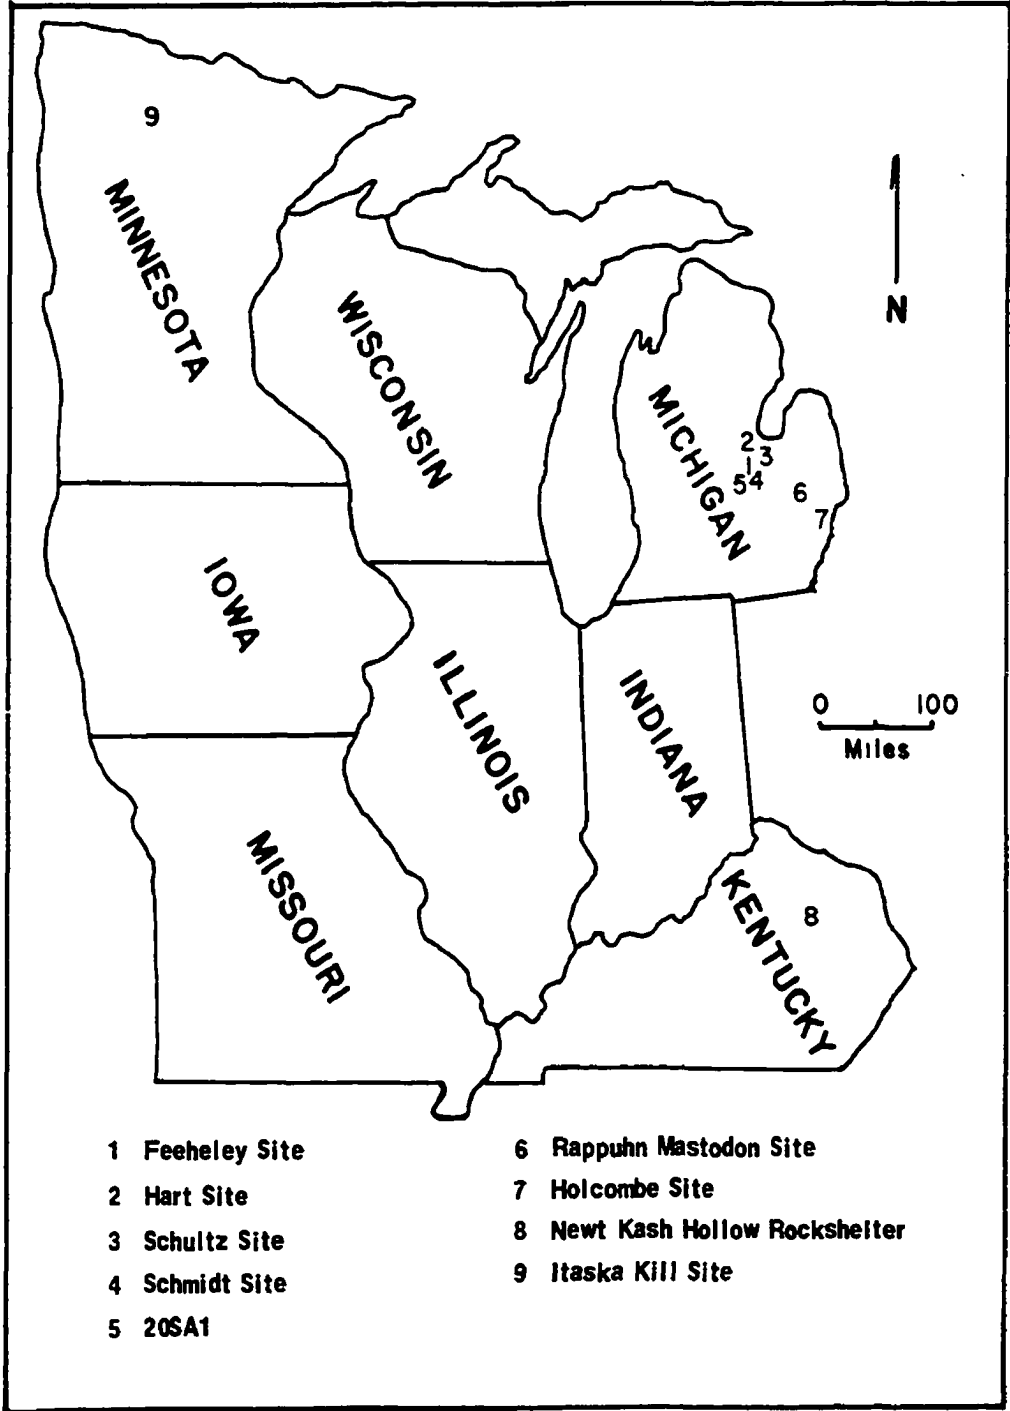 9
MINNESOTA
N
WISCONSIN
MICHIGAN
2
3
1
5 4
6
7
IOWA
ILLINOIS
INDIANA
0 100
Miles
MISSOURI
KENTUCKY
8
1 Feeheley Site
2 Hart Site
3 Schultz Site
4 Schmidt Site
5 20SA1
6 Rappuhn Mastodon Site
7 Holcombe Site
8 Newt Kash Hollow Rockshelter
9 Itaska Kill Site